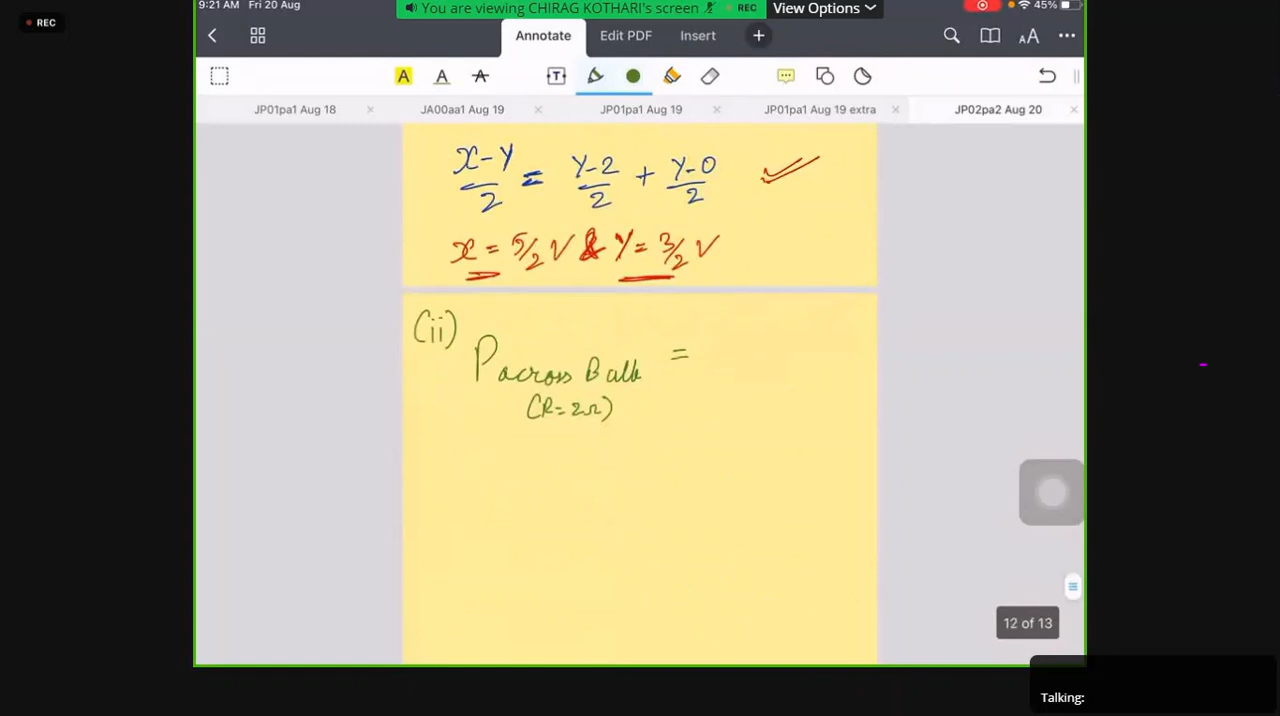 9:21 AM Fri 20 Aug
You are viewing CHIRAG KOTHARI's screen REC View Options
45%
REC
Annotate Edit PDF Insert
JP01pa1 Aug 18 JA00aa1 Aug 19 JP01pa1 Aug 19 JP01pa1 Aug 19 extra JP02pa2 Aug 20
x-y/2 = y-2/2 + y-0/2
x = 5/2 V & y = 3/2 V
(ii)
P across Bulb =
(R=2Ω)
12 of 13
Talking: